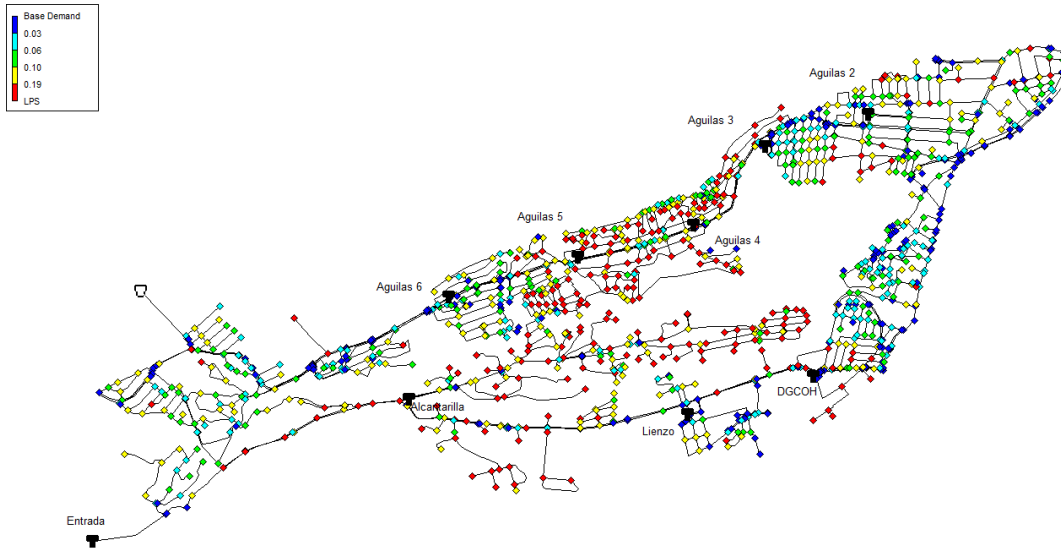 Base Demand
0.03
0.06
0.10
0.19
LPS
Aguilas 2
Aguilas 3
Aguilas 5
Aguilas 4
Aguilas 6
Alcantarilla
DGCOH
Lienzo
Entrada